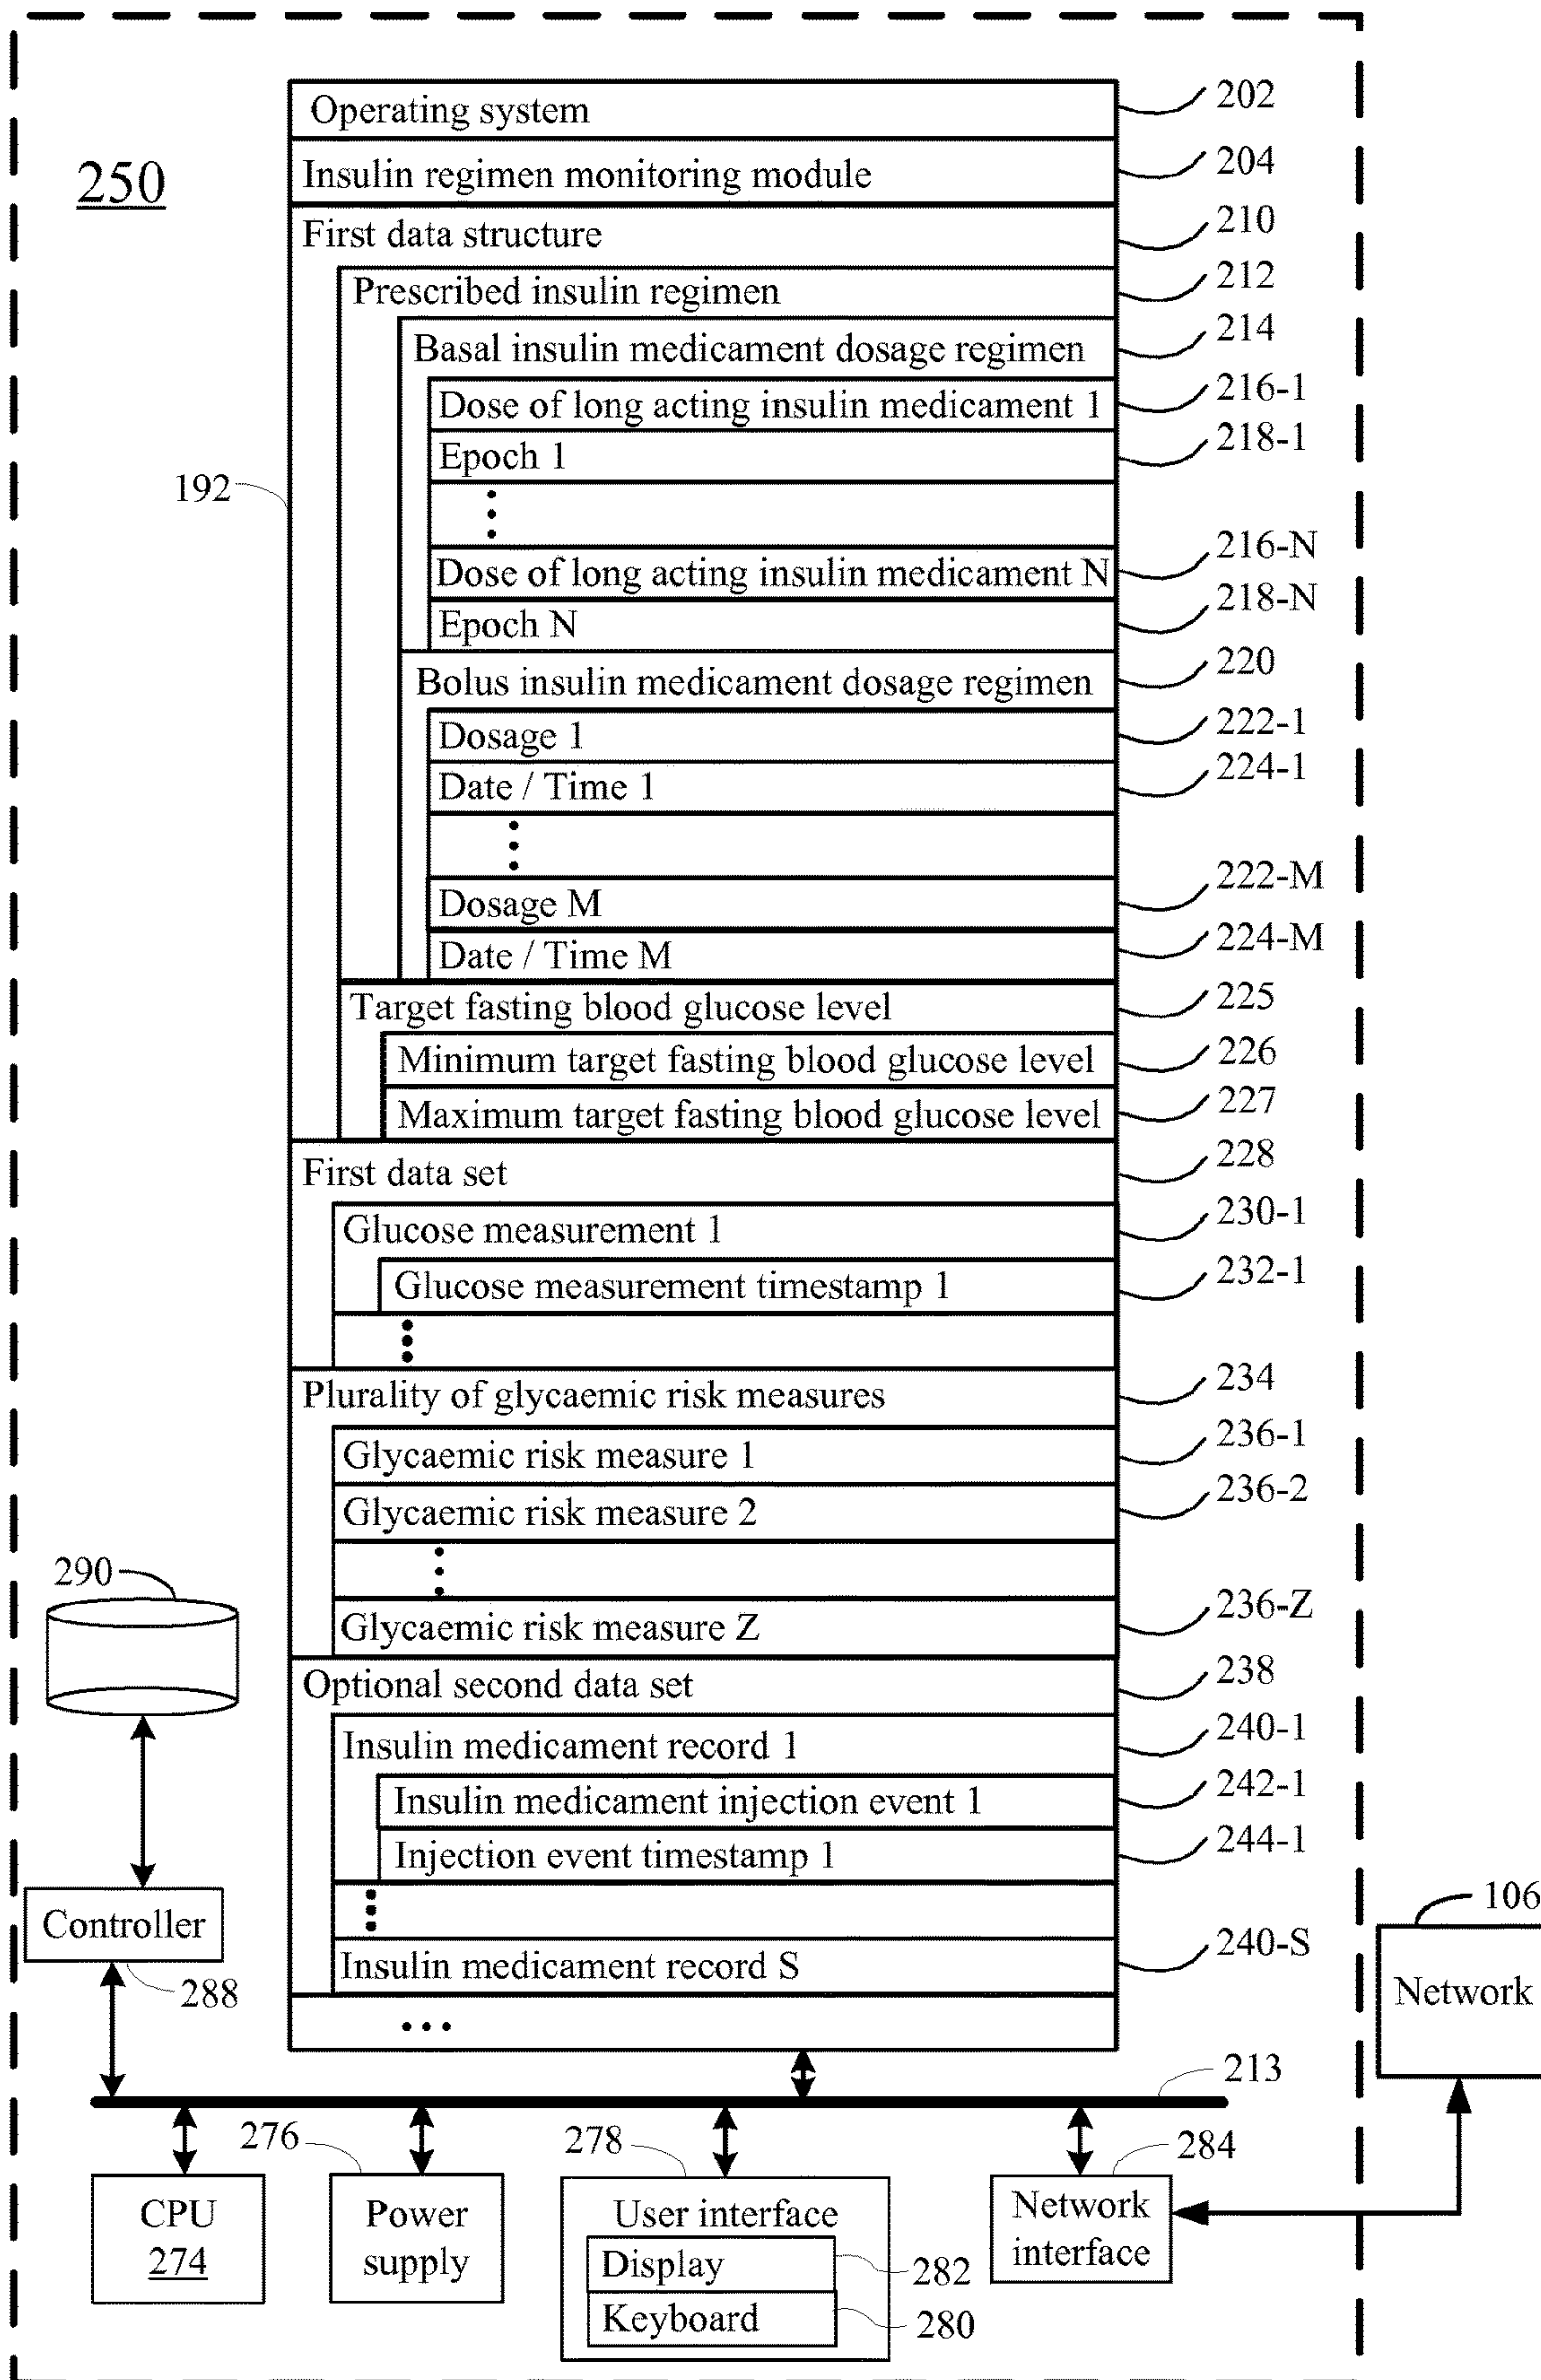 Operating system 202
250
Insulin regimen monitoring module 204
First data structure 210
Prescribed insulin regimen 212
Basal insulin medicament dosage regimen 214
Dose of long acting insulin medicament 1 216-1
Epoch 1 218-1
192
Dose of long acting insulin medicament N 216-N
Epoch N 218-N
Bolus insulin medicament dosage regimen 220
Dosage 1 222-1
Date / Time 1 224-1
Dosage M 222-M
Date / Time M 224-M
Target fasting blood glucose level 225
Minimum target fasting blood glucose level 226
Maximum target fasting blood glucose level 227
First data set 228
Glucose measurement 1 230-1
Glucose measurement timestamp 1 232-1
Plurality of glycaemic risk measures 234
Glycaemic risk measure 1 236-1
Glycaemic risk measure 2 236-2
290
Glycaemic risk measure Z 236-Z
Optional second data set 238
Insulin medicament record 1 240-1
Insulin medicament injection event 1 242-1
Injection event timestamp 1 244-1
Controller
288
106
Network
Insulin medicament record S 240-S
...
213
276
278
284
CPU
274
Power
supply
User interface
Display 282
Keyboard 280
Network
interface